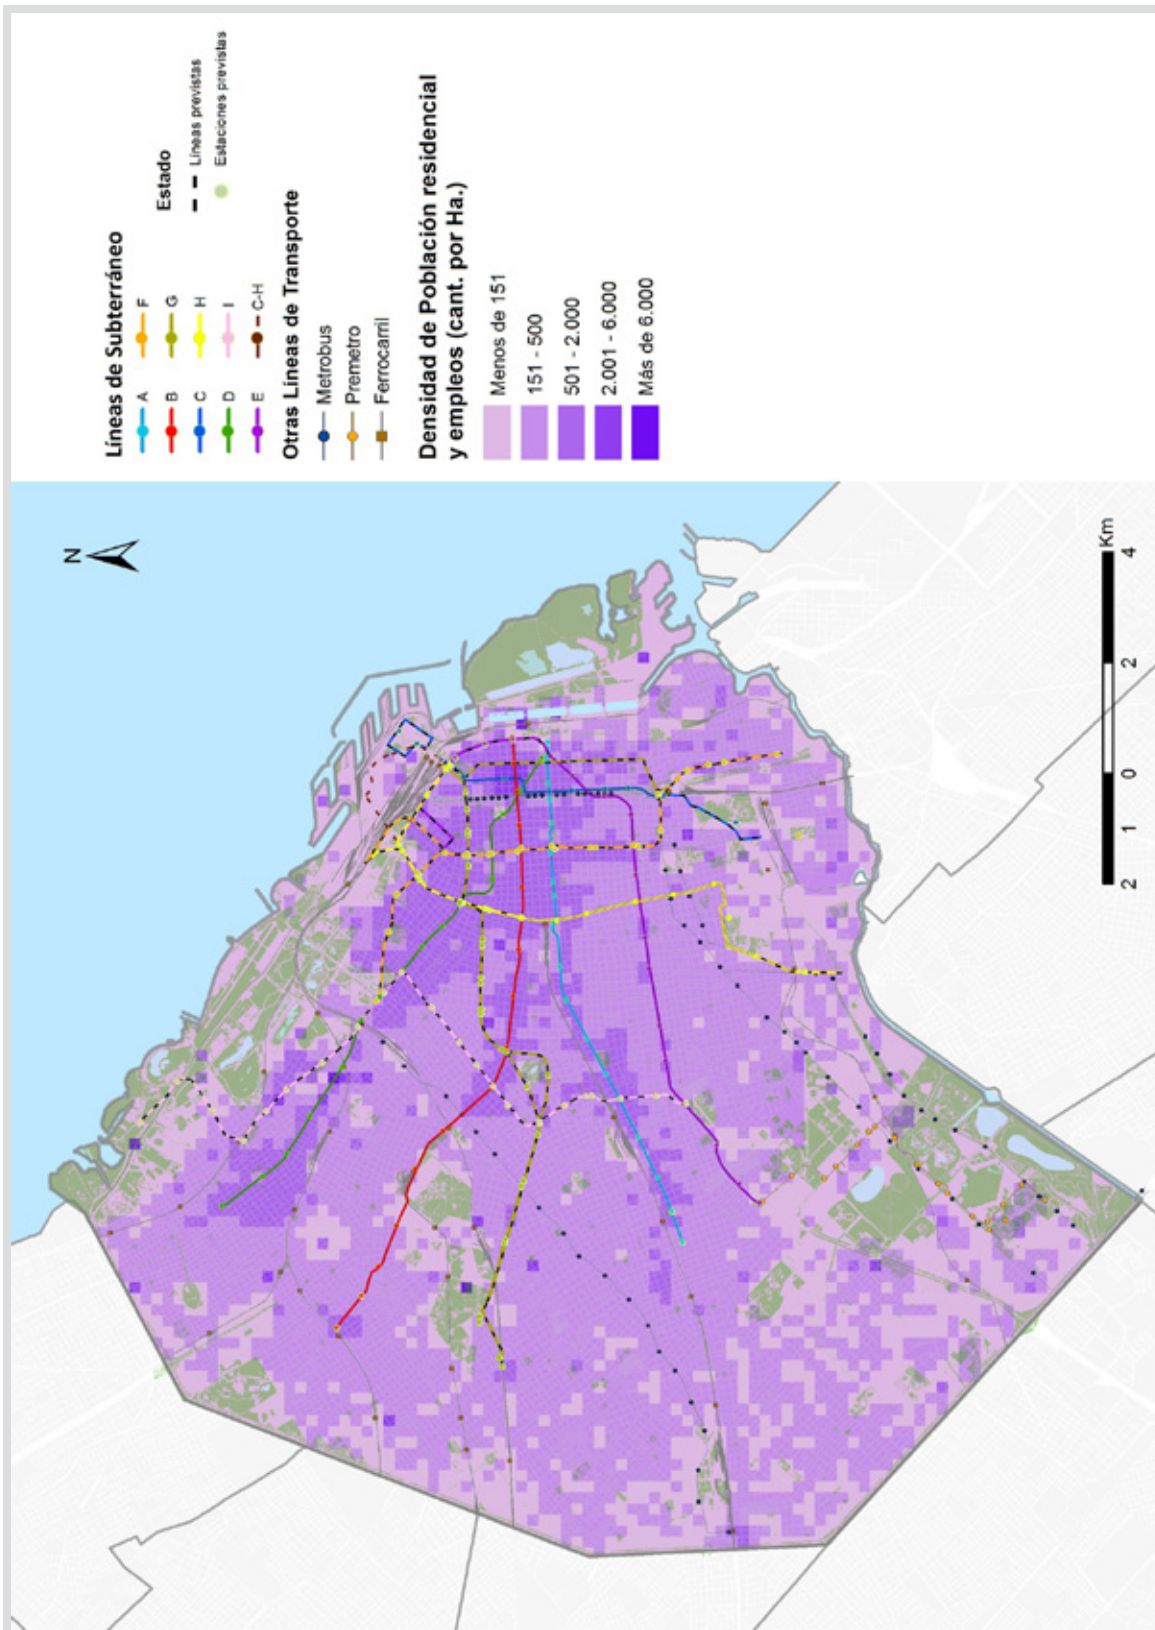 Líneas de Subterráneo
A
B
C
D
E
F
G
H
I
C-H
Estado
Líneas previstas
Estaciones previstas
Otras Líneas de Transporte
Metrobus
Premetro
Ferrocarril
Densidad de Población residencial
y empleos (cant. por Ha.)
Menos de 151
151 - 500
501 - 2.000
2.001 - 6.000
Más de 6.000
N
2 1 0 2 4
Km